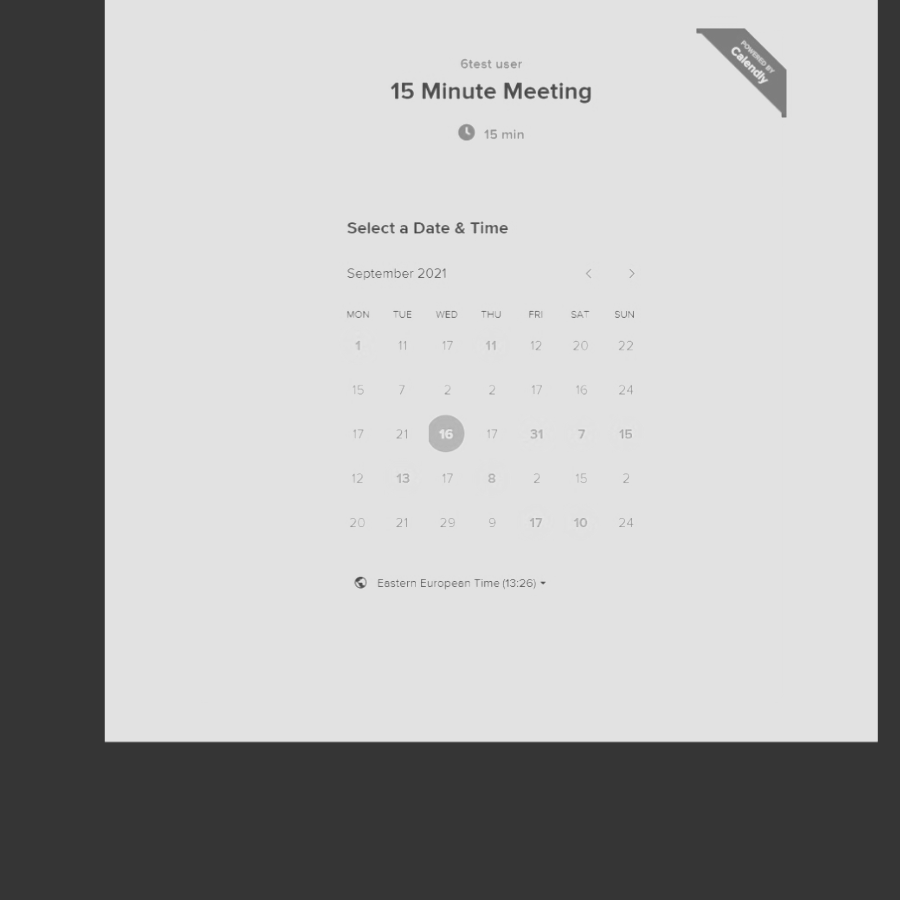 6test user
15 Minute Meeting
15 min
POWERED BY
Calendly
Select a Date & Time
September 2021
MON TUE WED THU FRI SAT SUN
1 11 17 11 12 20 22
15 7 2 2 17 16 24
17 21 16 17 31 7 15
12 13 17 8 2 15 2
20 21 29 9 17 10 24
Eastern European Time (13:26)